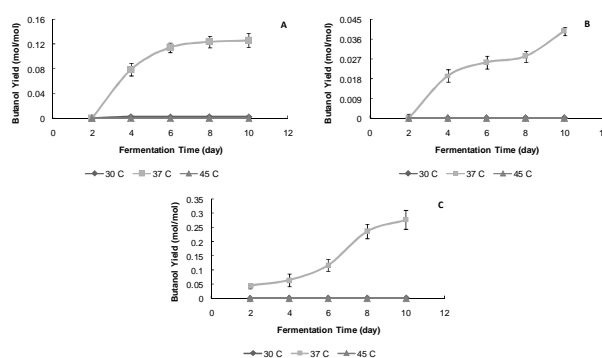 A
Butanol Yield (mol/mol)
0.16
0.12
0.08
0.04
0
0 2 4 6 8 10 12
Fermentation Time (day)
30 C 37 C 45 C
B
Butanol Yield (mol/mol)
0.045
0.036
0.027
0.018
0.009
0
0 2 4 6 8 10 12
Fermentation Time (day)
30 C 37 C 45 C
C
Butanol Yield (mol/mol)
0.35
0.3
0.25
0.2
0.15
0.1
0.05
0
0 2 4 6 8 10 12
Fermentation Time (day)
30 C 37 C 45 C